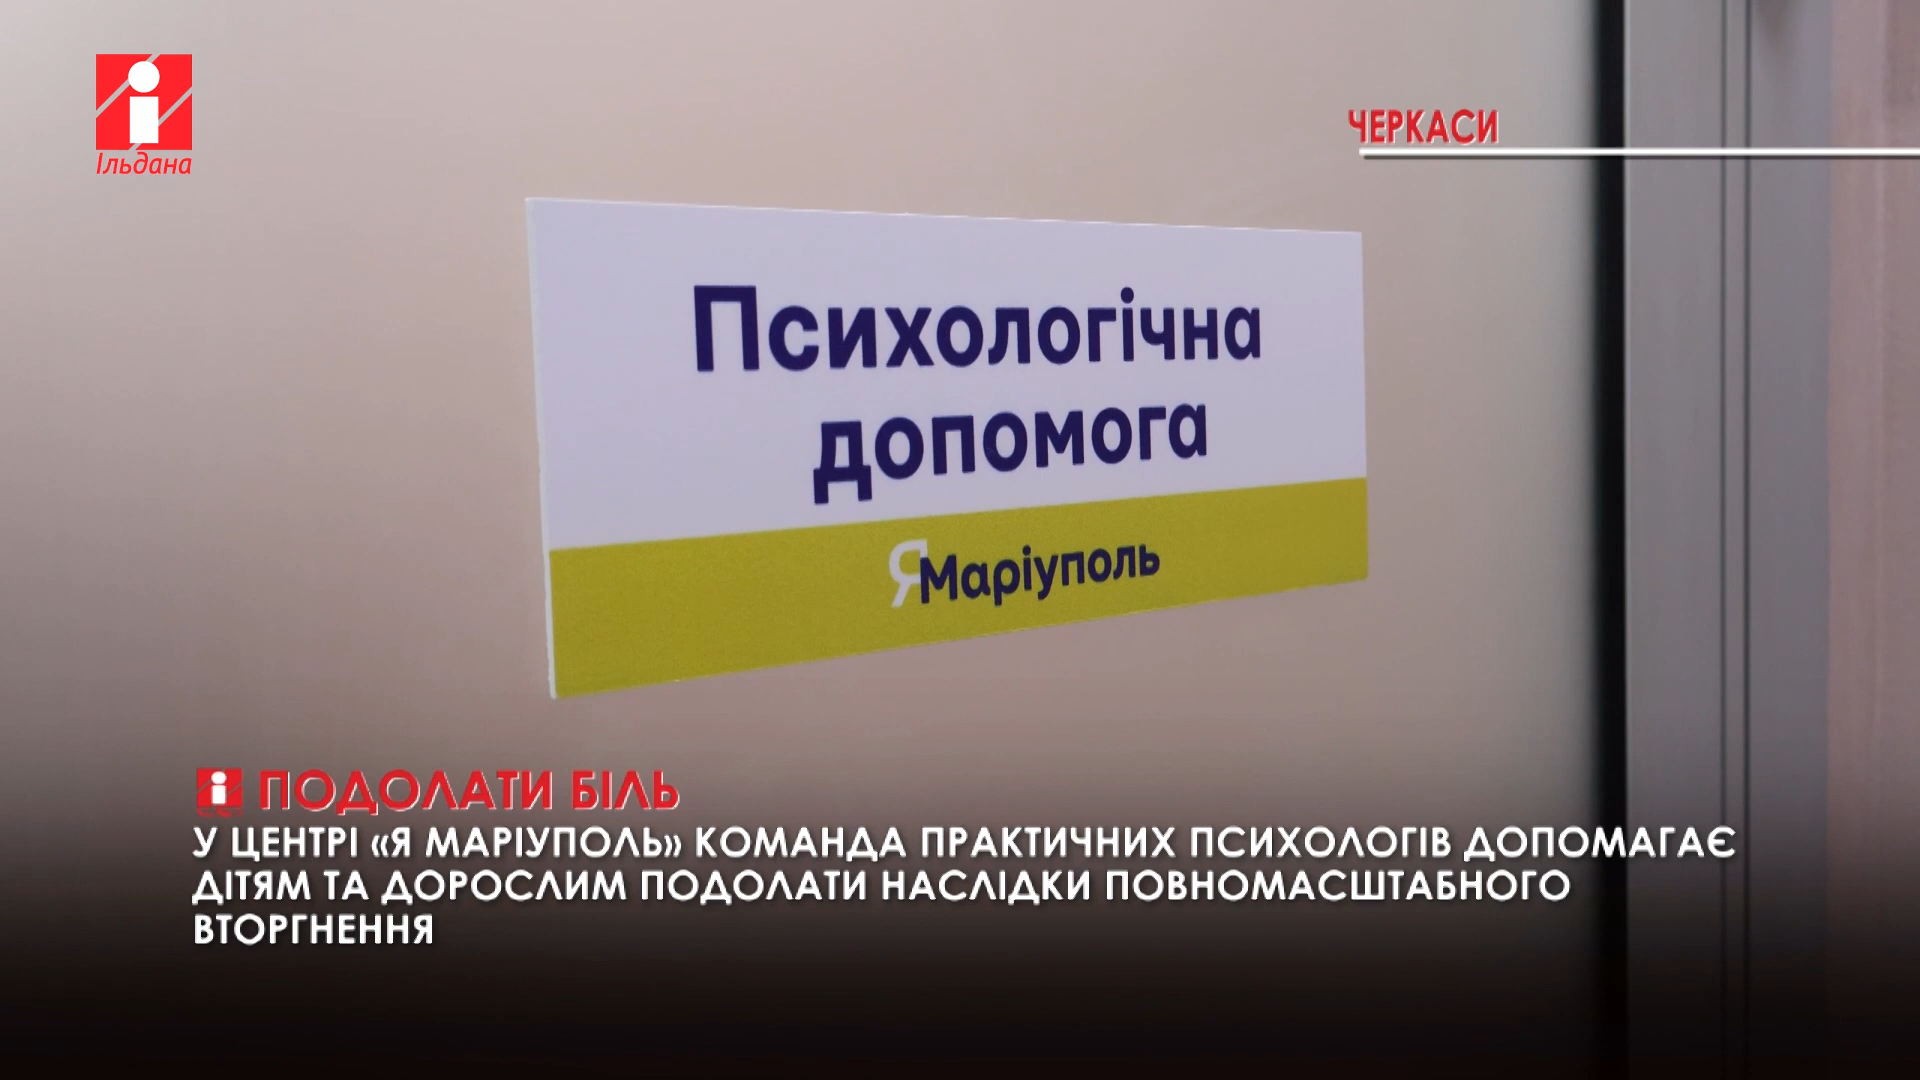 і
Ільдана
ЧЕРКАСИ
Психологічна
допомога
ЯМаріуполь
ПОДОЛАТИ БІЛЬ
У ЦЕНТРІ «Я МАРІУПОЛЬ» КОМАНДА ПРАКТИЧНИХ ПСИХОЛОГІВ ДОПОМАГАЄ
ДІТЯМ ТА ДОРОСЛИМ ПОДОЛАТИ НАСЛІДКИ ПОВНОМАСШТАБНОГО
ВТОРГНЕННЯ